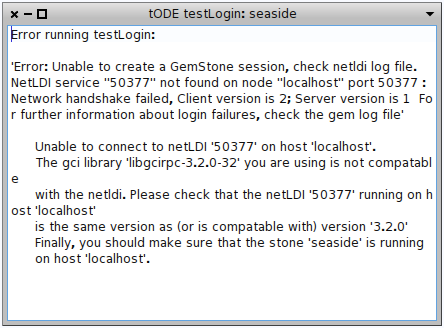 tODE testLogin: seaside
Error running testLogin:
'Error: Unable to create a GemStone session, check netldi log file.
NetLDI service "50377" not found on node "localhost" port 50377 :
Network handshake failed, Client version is 2; Server version is 1  Fo
r further information about login failures, check the gem log file'
Unable to connect to netLDI '50377' on host 'localhost'.
The gci library 'libgcirpc-3.2.0-32' you are using is not compatabl
e
with the netldi. Please check that the netLDI '50377' running on h
ost 'localhost'
is the same version as (or is compatable with) version '3.2.0'
Finally, you should make sure that the stone 'seaside' is running
on host 'localhost'.